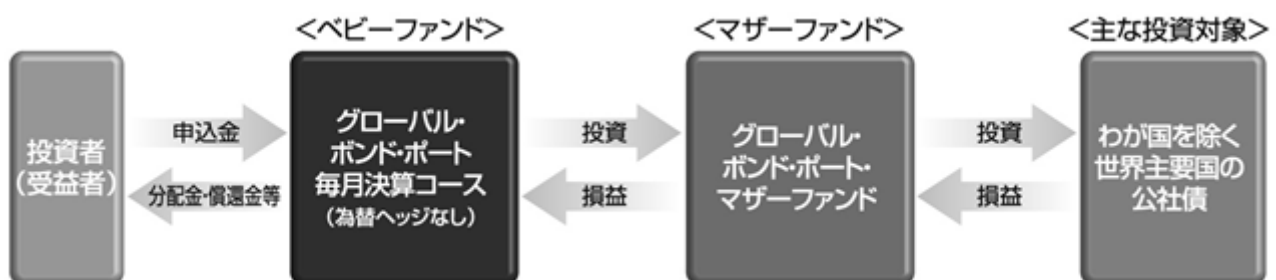 <ベビーファンド>
<マザーファンド>
<主な投資対象>
投資者
(受益者)
申込金
分配金・償還金等
グローバル・
ボンド・ポート
毎月決算コース
(為替ヘッジなし)
投資
損益
グローバル・
ボンド・ポート・
マザーファンド
投資
損益
わが国を除く
世界主要国の
公社債